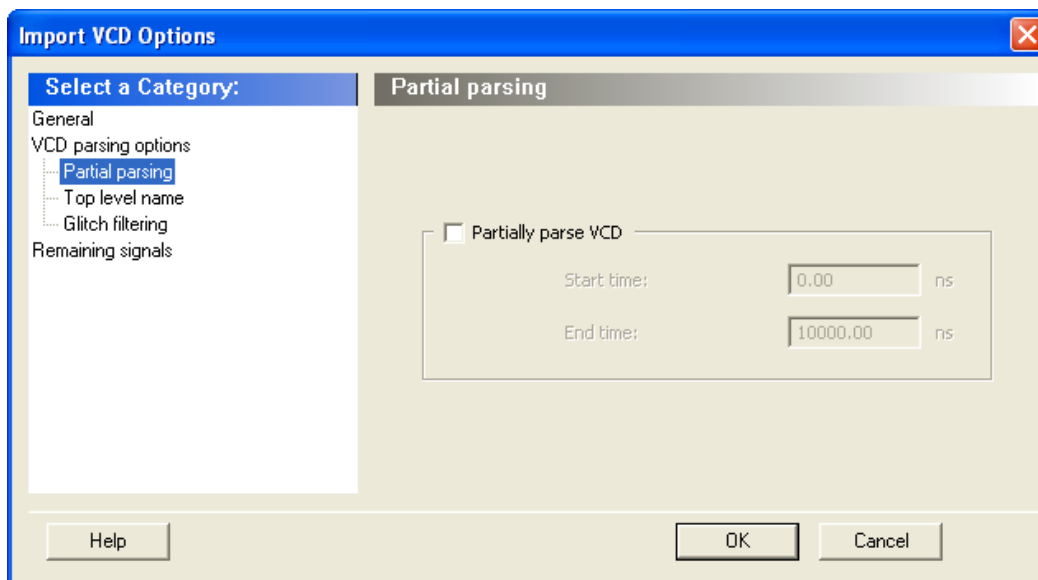 Import VCD Options
Select a Category:
General
VCD parsing options
Partial parsing
Top level name
Glitch filtering
Remaining signals
Partial parsing
Partially parse VCD
Start time: 0.00 ns
End time: 10000.00 ns
Help OK Cancel